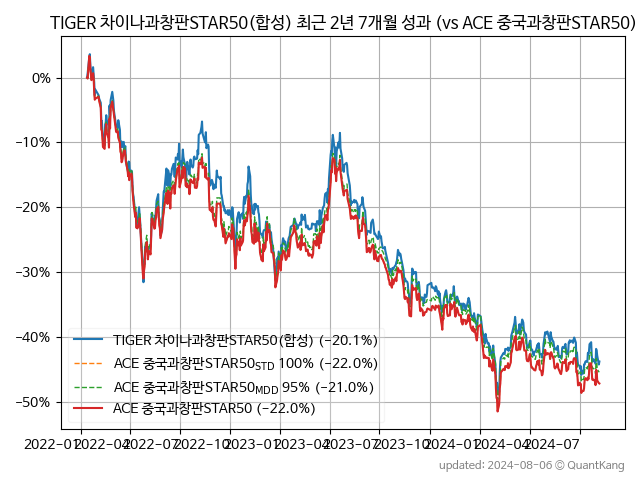 TIGER 차이나과창판STAR50(합성) 최근 2년 7개월 성과 (vs ACE 중국과창판STAR50)
0%
−10%
−20%
−30%
−40%
−50%
TIGER 차이나과창판STAR50(합성) (−20.1%)
ACE 중국과창판STAR50STD 100% (−22.0%)
ACE 중국과창판STAR50MDD 95% (−21.0%)
ACE 중국과창판STAR50 (−22.0%)
2022-01 2022-04 2022-07 2022-10 2023-01 2023-04 2023-07 2023-10 2024-01 2024-04 2024-07
updated: 2024-08-06 © QuantKang